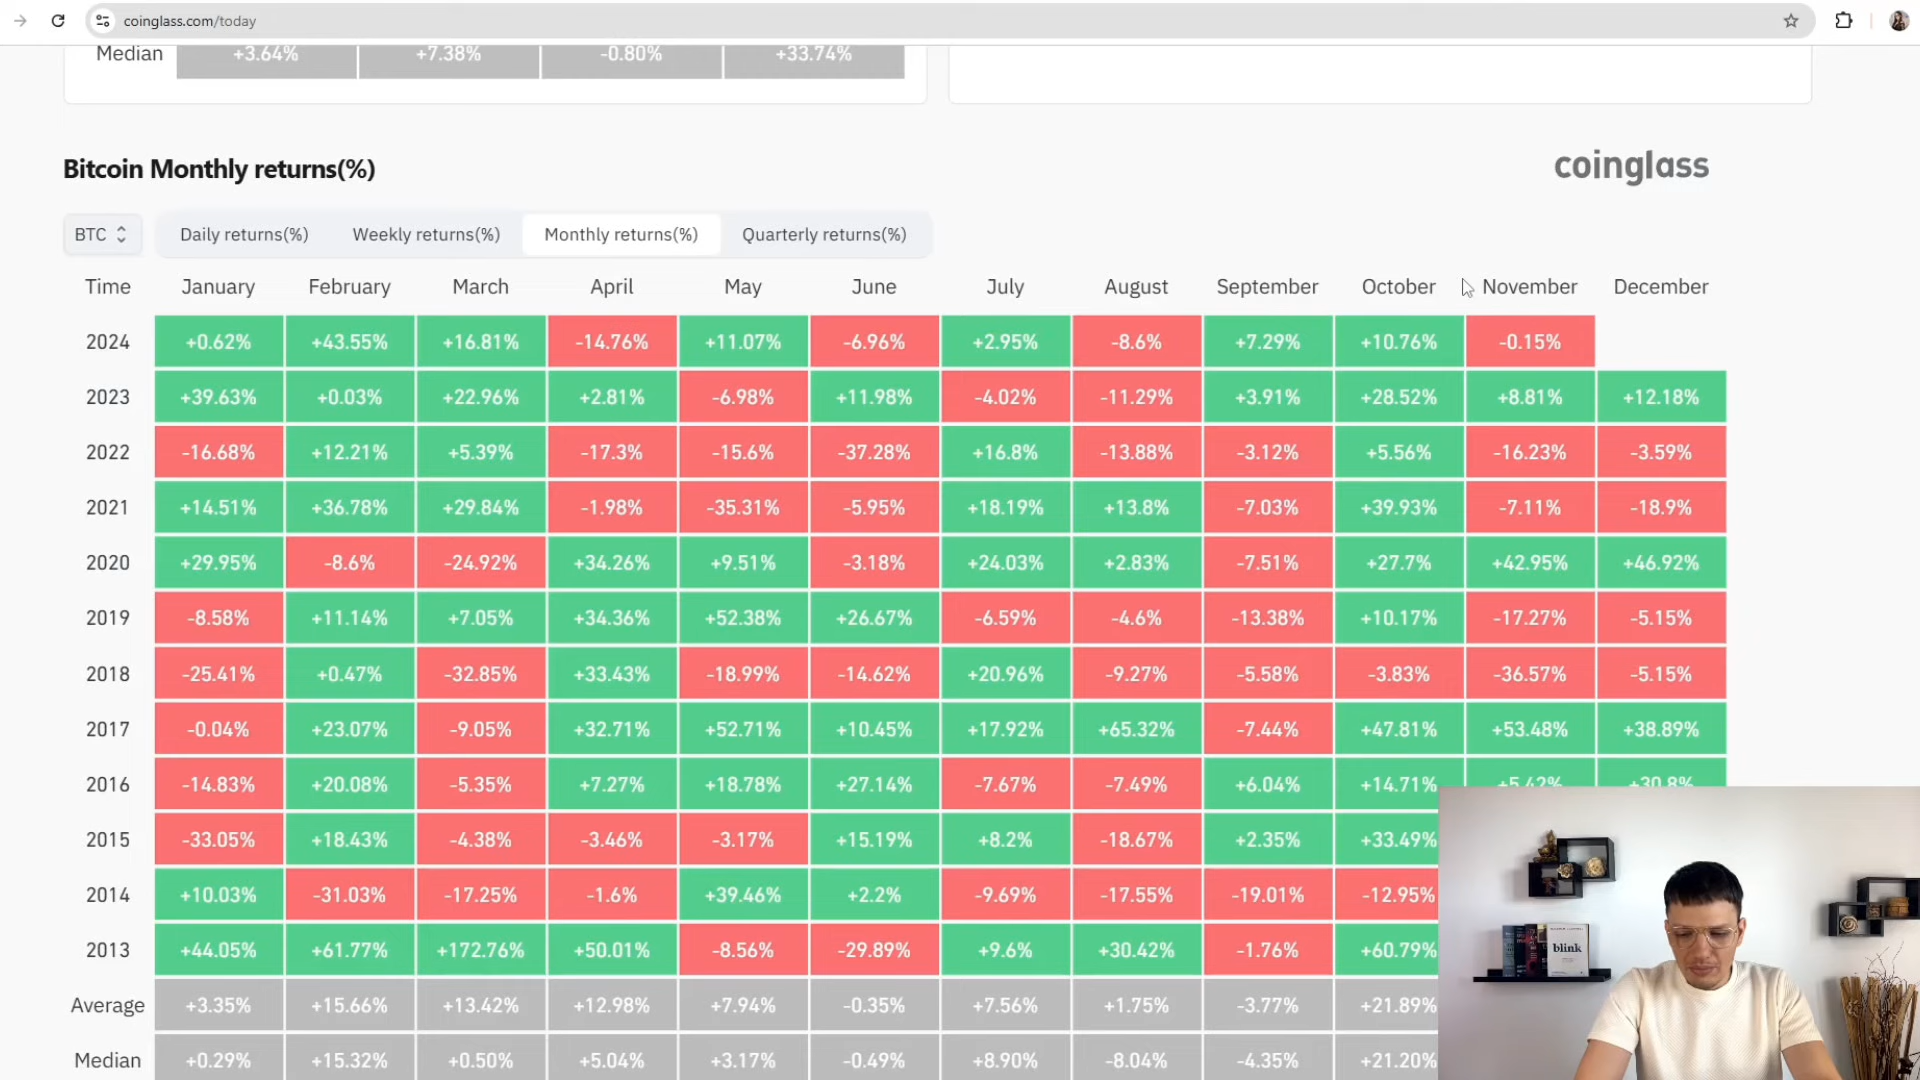 coinglass.com/today
Median +3.64% +7.38% -0.80% +33.74%
Bitcoin Monthly returns(%)
coinglass
BTC Daily returns(%) Weekly returns(%) Monthly returns(%) Quarterly returns(%)
Time January February March April May June July August September October November December
2024 +0.62% +43.55% +16.81% -14.76% +11.07% -6.96% +2.95% -8.6% +7.29% +10.76% -0.15%
2023 +39.63% +0.03% +22.96% +2.81% -6.98% +11.98% -4.02% -11.29% +3.91% +28.52% +8.81% +12.18%
2022 -16.68% +12.21% +5.39% -17.3% -15.6% -37.28% +16.8% -13.88% -3.12% +5.56% -16.23% -3.59%
2021 +14.51% +36.78% +29.84% -1.98% -35.31% -5.95% +18.19% +13.8% -7.03% +39.93% -7.11% -18.9%
2020 +29.95% -8.6% -24.92% +34.26% +9.51% -3.18% +24.03% +2.83% -7.51% +27.7% +42.95% +46.92%
2019 -8.58% +11.14% +7.05% +34.36% +52.38% +26.67% -6.59% -4.6% -13.38% +10.17% -17.27% -5.15%
2018 -25.41% +0.47% -32.85% +33.43% -18.99% -14.62% +20.96% -9.27% -5.58% -3.83% -36.57% -5.15%
2017 -0.04% +23.07% -9.05% +32.71% +52.71% +10.45% +17.92% +65.32% -7.44% +47.81% +53.48% +38.89%
2016 -14.83% +20.08% -5.35% +7.27% +18.78% +27.14% -7.67% -7.49% +6.04% +14.71% +5.42% +30.8%
2015 -33.05% +18.43% -4.38% -3.46% -3.17% +15.19% +8.2% -18.67% +2.35% +33.49%
2014 +10.03% -31.03% -17.25% -1.6% +39.46% +2.2% -9.69% -17.55% -19.01% -12.95%
2013 +44.05% +61.77% +172.76% +50.01% -8.56% -29.89% +9.6% +30.42% -1.76% +60.79%
Average +3.35% +15.66% +13.42% +12.98% +7.94% -0.35% +7.56% +1.75% -3.77% +21.89%
Median +0.29% +15.32% +0.50% +5.04% +3.17% -0.49% +8.90% -8.04% -4.35% +21.20%
blink